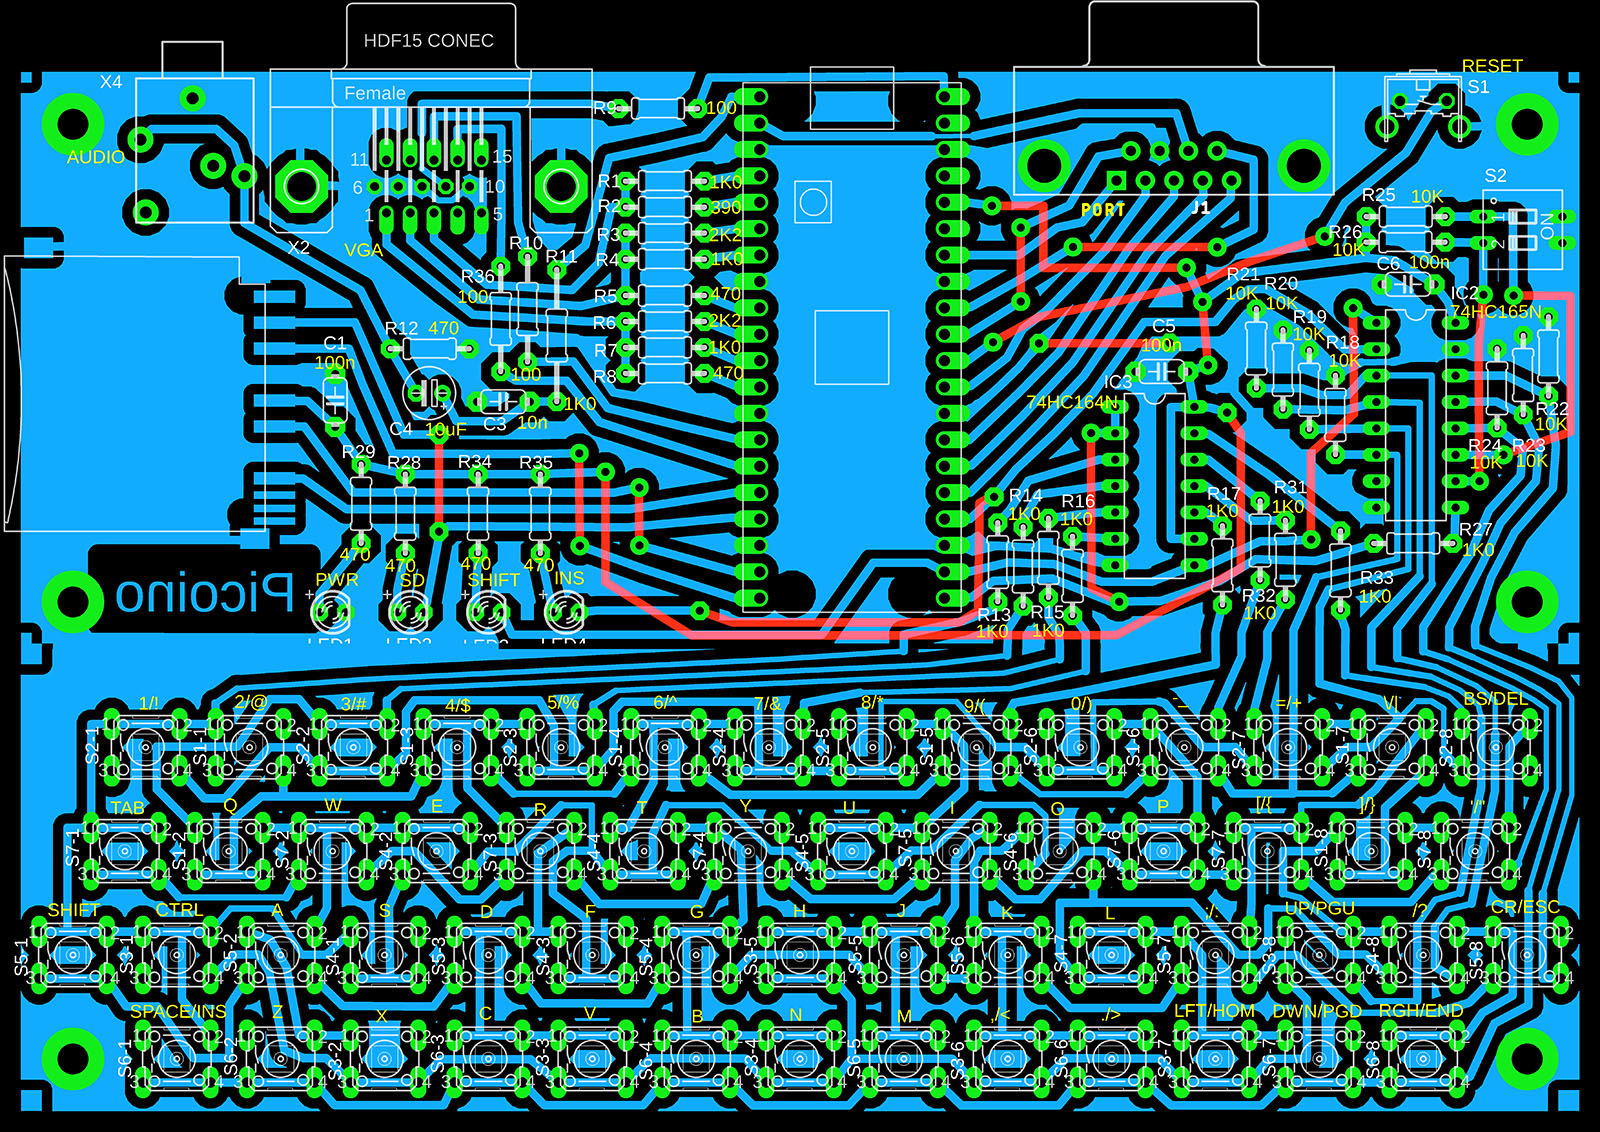 HDF15 CONEC
Female
X4
AUDIO
11
15
6
10
1
5
X2
VGA
R9
100
R1
1K0
R2
390
R3
2K2
R4
1K0
R5
470
R6
2K2
R7
1K0
R8
470
R10
R11
R36
100
100
1K0
R12
470
C1
100n
C4
10uF
C3
10n
PORT
J1
RESET
S1
S2
ON
1
2
R25
10K
R26
10K
100n
C6
IC2
74HC165N
R21
10K
R20
10K
R19
10K
R18
10K
C5
100n
IC3
74HC164N
R22
10K
R24
10K
R23
10K
R29
470
R28
470
R34
470
R35
470
R14
1K0
R16
1K0
R13
1K0
R15
1K0
R17
1K0
R31
1K0
R32
1K0
R27
1K0
R33
1K0
Picoino
PWR
SD
SHIFT
INS
1/!
2/@
3/#
4/$
5/%
6/^
7/&
8/*
9/(
0/)
=/+
\/|
BS/DEL
S2-1
S1-1
S2-2
S1-3
S2-3
S1-4
S2-4
S2-5
S1-5
S2-6
S1-6
S2-7
S1-7
S2-8
TAB
Q
W
E
R
T
Y
U
I
O
P
[/{
]/}
'/"
S7-1
S1-2
S7-2
S4-2
S7-3
S4-4
S7-4
S4-5
S7-5
S4-6
S7-6
S7-7
S1-8
S7-8
SHIFT
CTRL
A
S
D
F
G
H
J
K
L
;/:
UP/PGU
/?
CR/ESC
S5-1
S3-1
S5-2
S4-1
S5-3
S4-3
S5-4
S3-5
S5-5
S5-6
S4-7
S5-7
S3-8
S4-8
SPACE/INS
Z
X
C
V
B
N
M
,/<
./>
LFT/HOM
DWN/PGD
RGH/END
S6-1
S6-2
S3-2
S6-3
S3-3
S6-4
S3-4
S6-5
S3-6
S6-6
S3-7
S6-7
S6-8